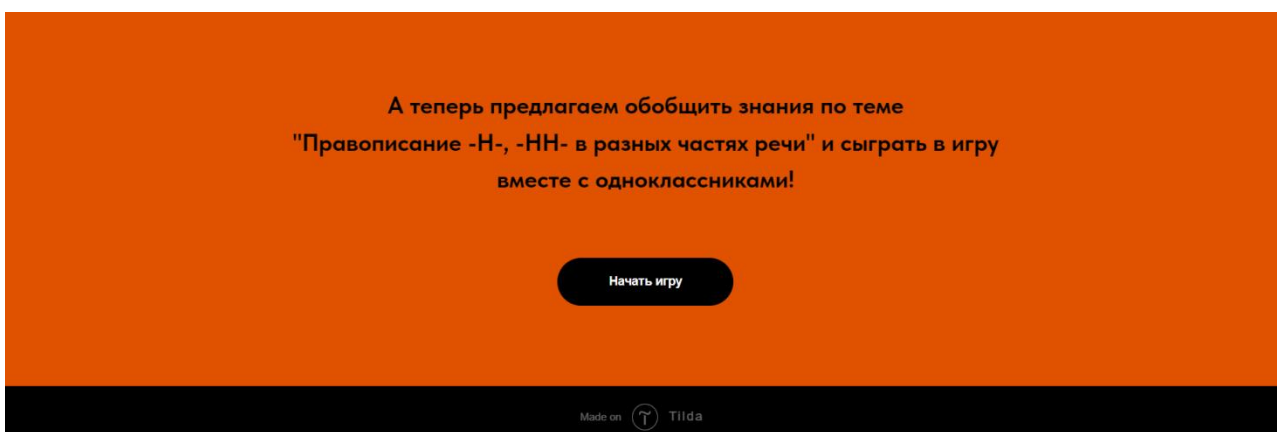 А теперь предлагаем обобщить знания по теме
"Правописание -Н-, -НН- в разных частях речи" и сыграть в игру
вместе с одноклассниками!
Начать игру
Made on Tilda